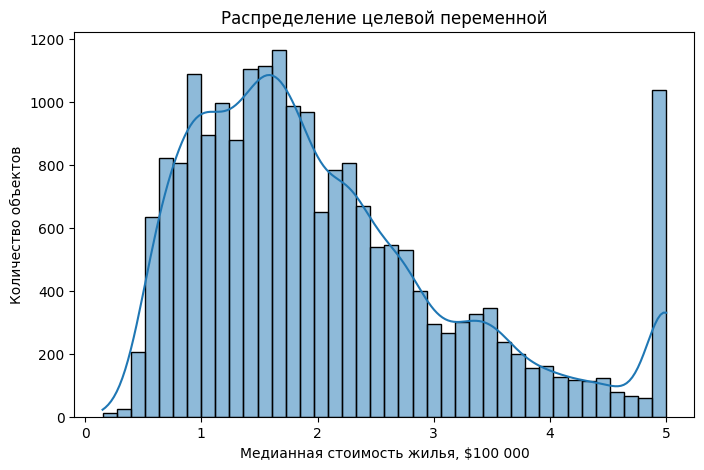 Распределение целевой переменной
1200
1000
800
600
400
200
0
Количество объектов
0 1 2 3 4 5
Медианная стоимость жилья, $100 000